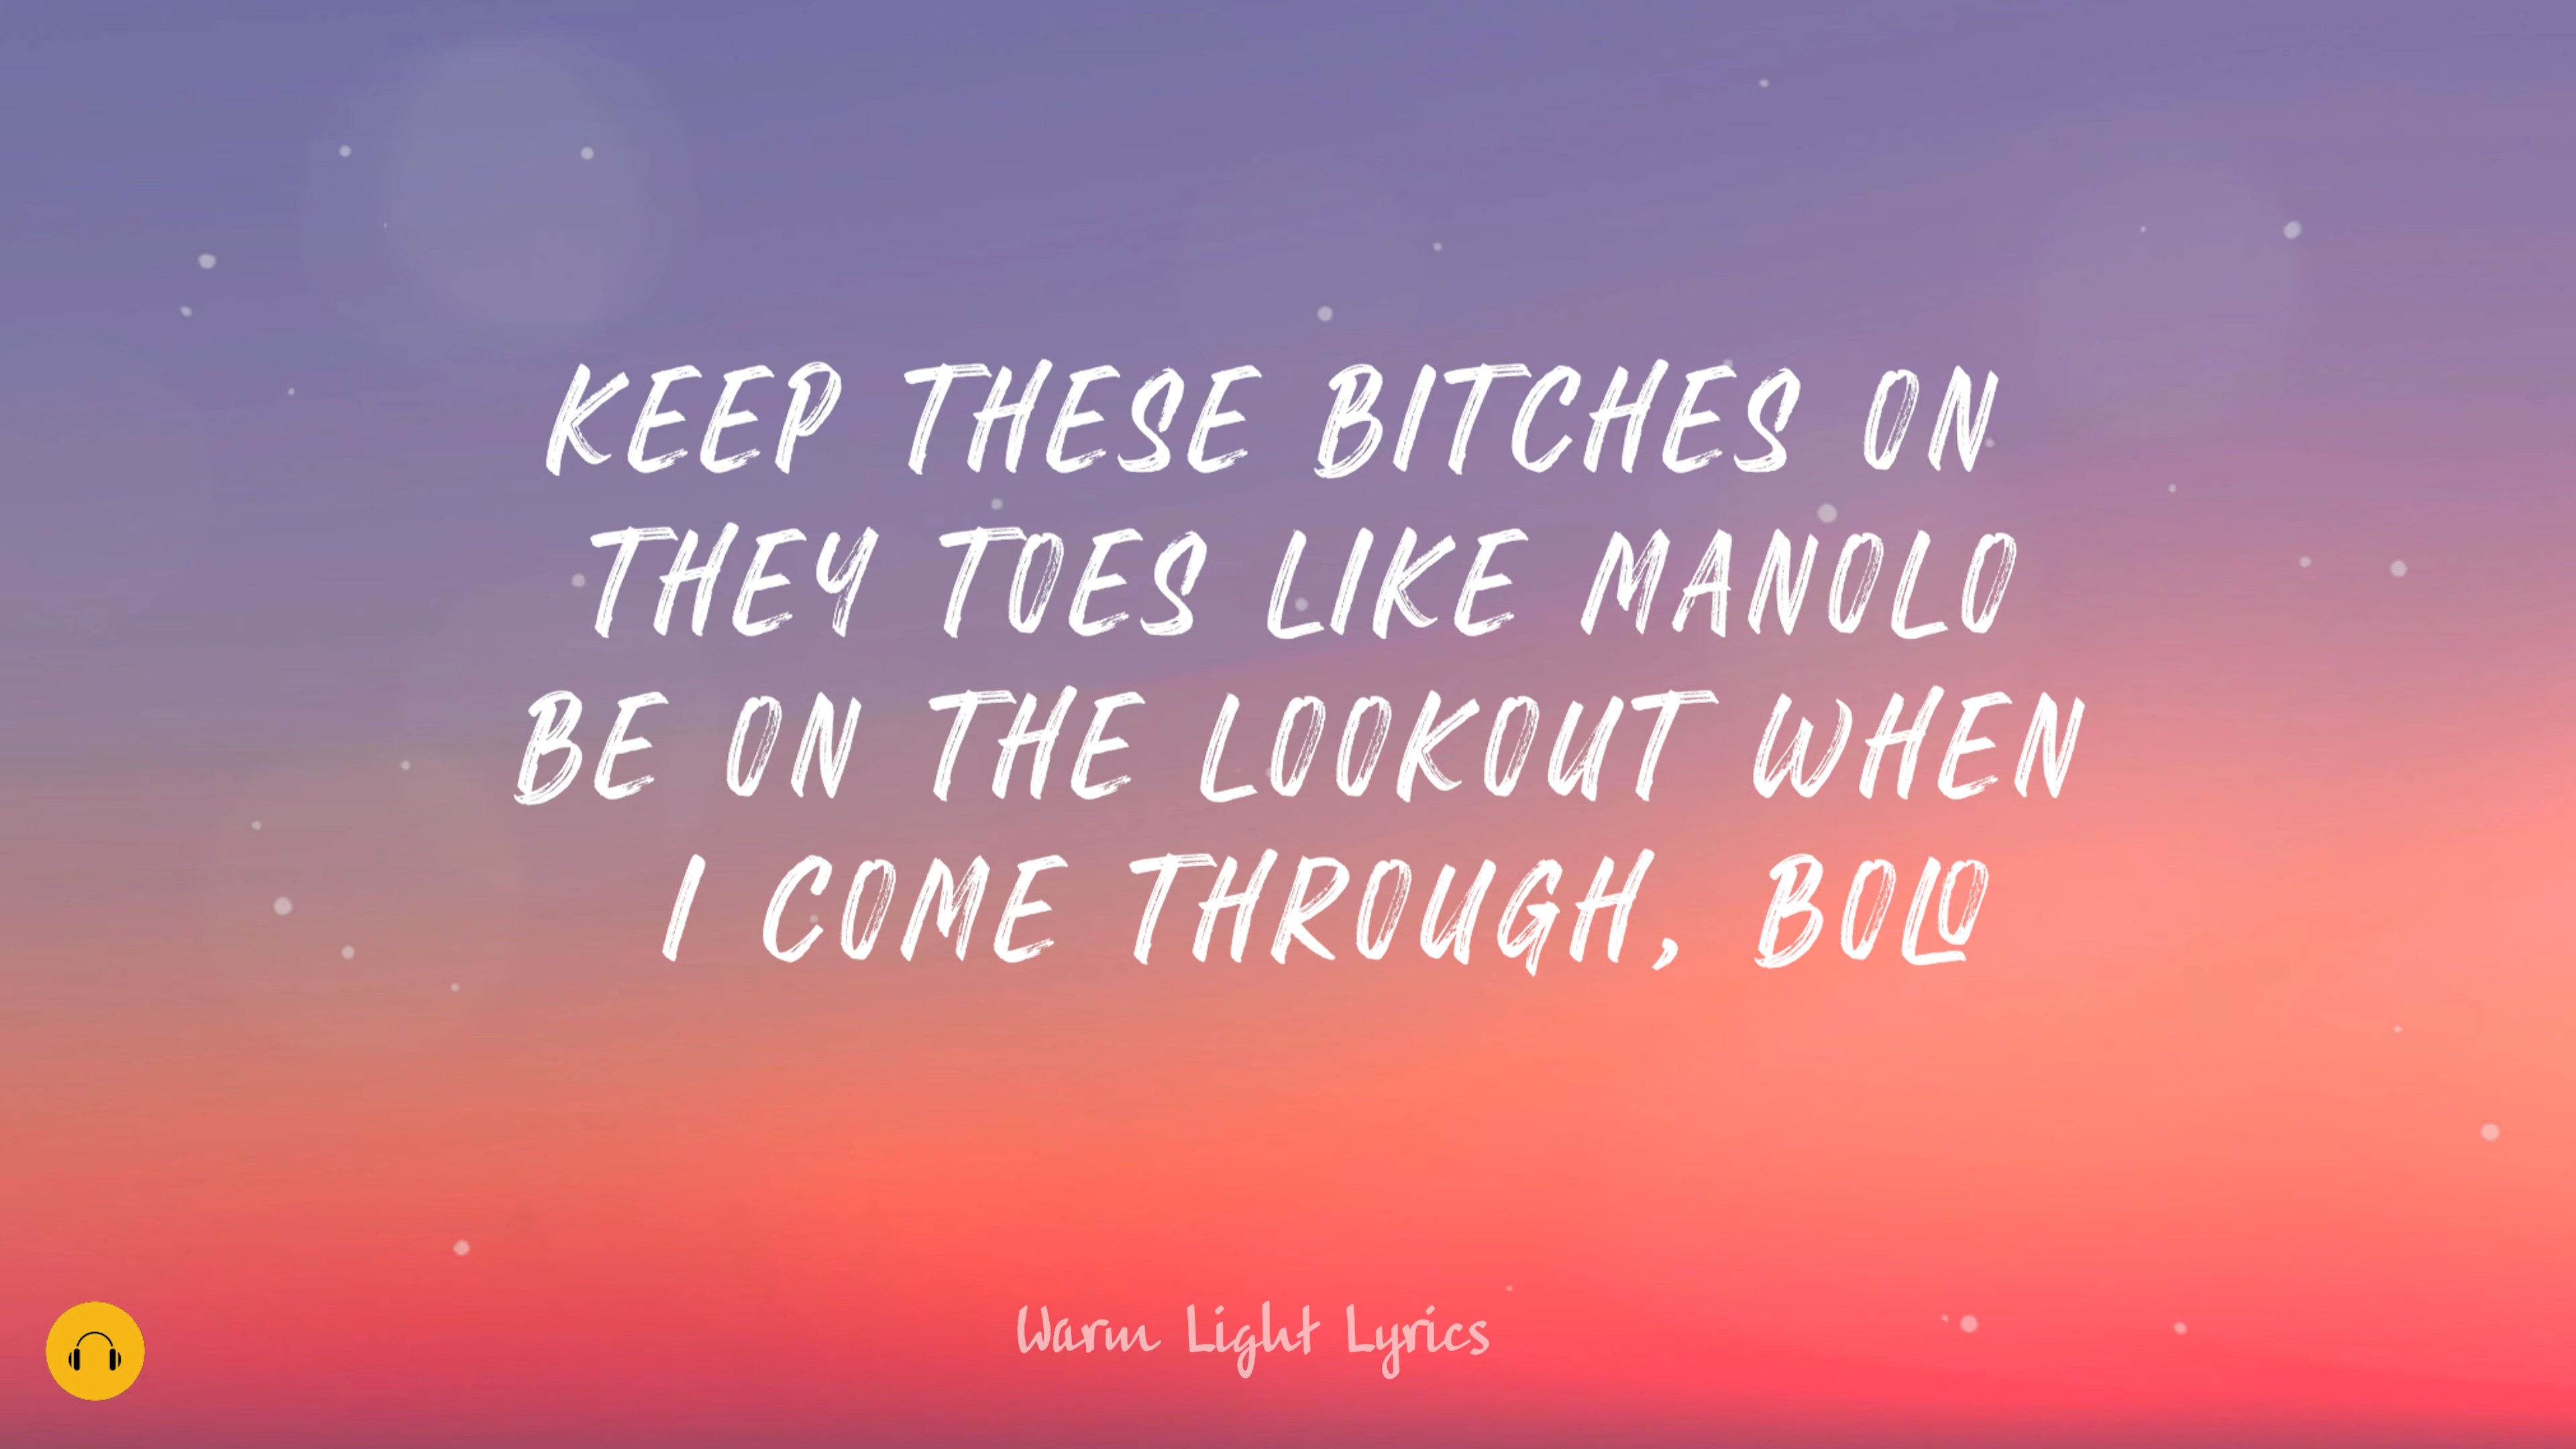 KEEP THESE BITCHES ON
THEY TOES LIKE MANOLO
BE ON THE LOOKOUT WHEN
I COME THROUGH, BOLO
Warm Light Lyrics